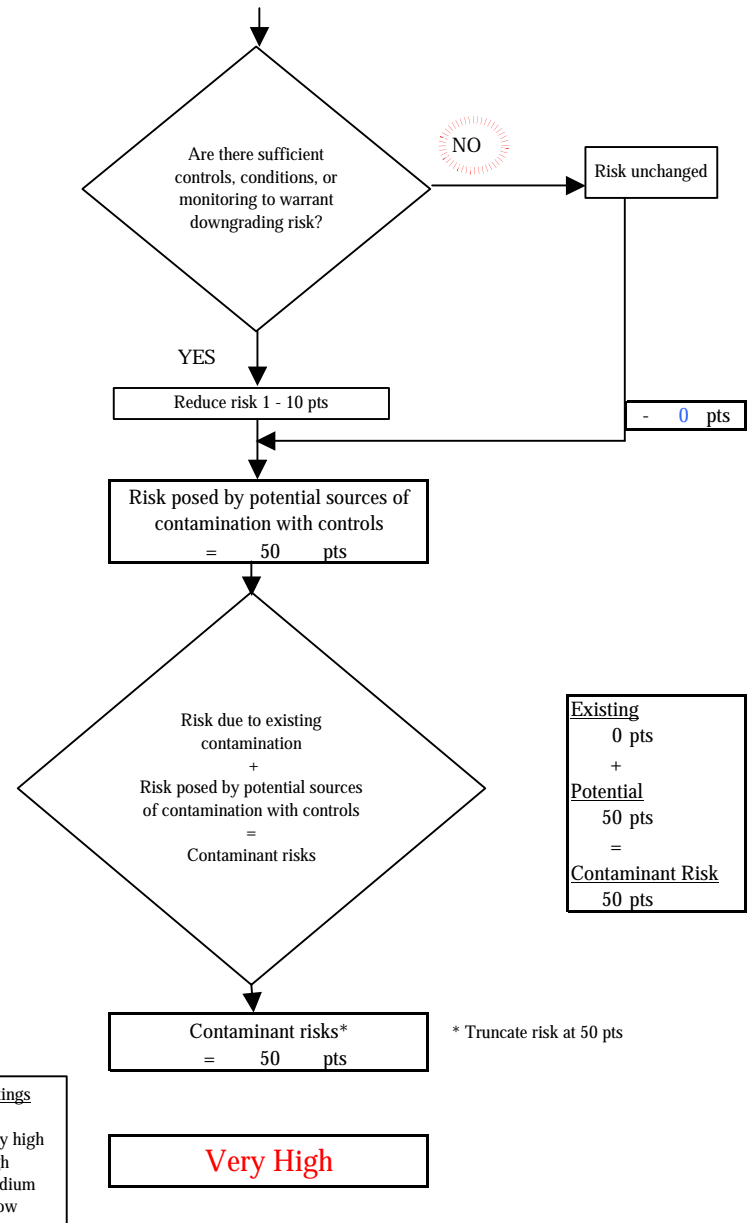 Are there sufficient
controls, conditions, or
monitoring to warrant
downgrading risk?
NO
Risk unchanged
YES
Reduce risk 1 - 10 pts
- 0 pts
Risk posed by potential sources of
contamination with controls
= 50 pts
Risk due to existing
contamination
+
Risk posed by potential sources
of contamination with controls
=
Contaminant risks
Existing
0 pts
+
Potential
50 pts
=
Contaminant Risk
50 pts
Contaminant risks*
= 50 pts
* Truncate risk at 50 pts
high
Very High